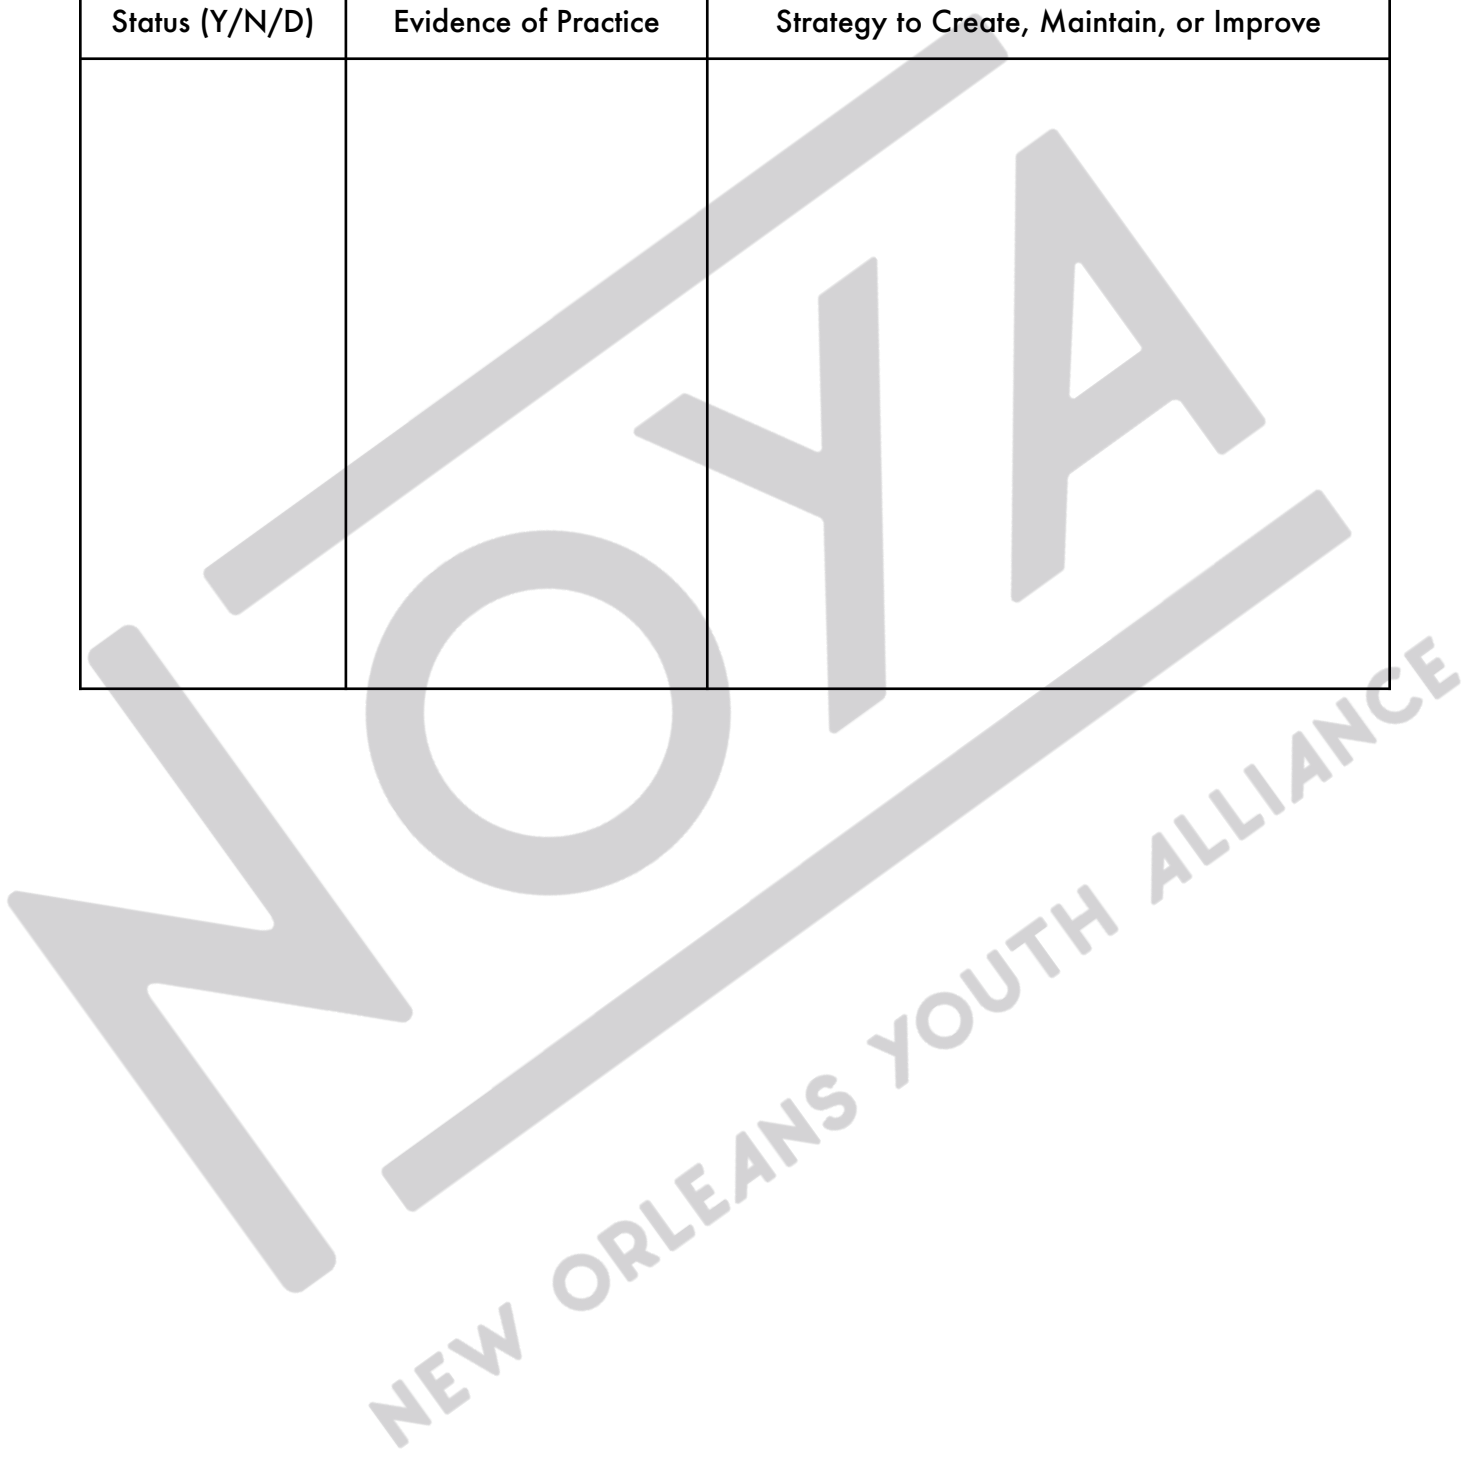 Status (Y/N/D)
Evidence of Practice
Strategy to Create, Maintain, or Improve
NOYA
NEW ORLEANS YOUTH ALLIANCE